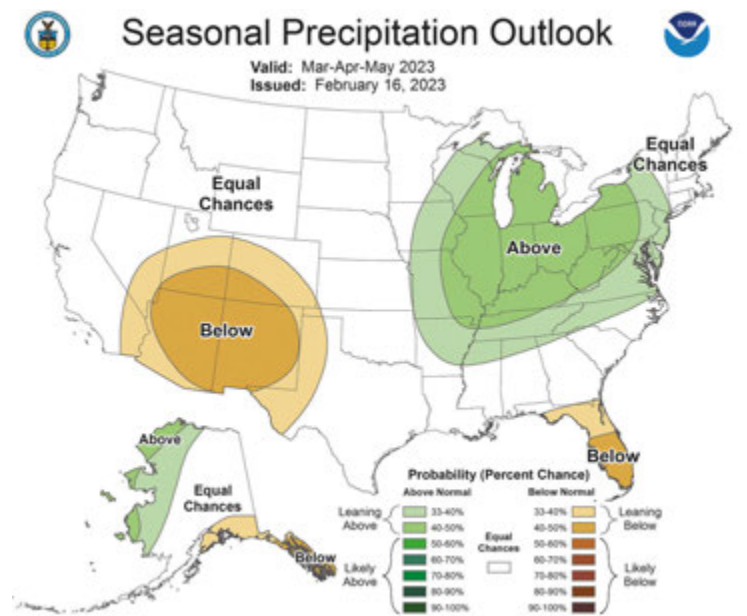 Seasonal Precipitation Outlook
Valid: Mar-Apr-May 2023
Issued: February 16, 2023
NOAA
Equal
Chances
Equal
Chances
Above
Below
Above
Equal
Chances
Below
Below
Probability (Percent Chance)
Above Normal
Below Normal
Leaning
Above
33-40%
40-50%
Likely
Above
50-60%
60-70%
70-80%
80-90%
90-100%
Equal
Chances
33-40%
40-50%
Leaning
Below
50-60%
60-70%
70-80%
80-90%
90-100%
Likely
Below